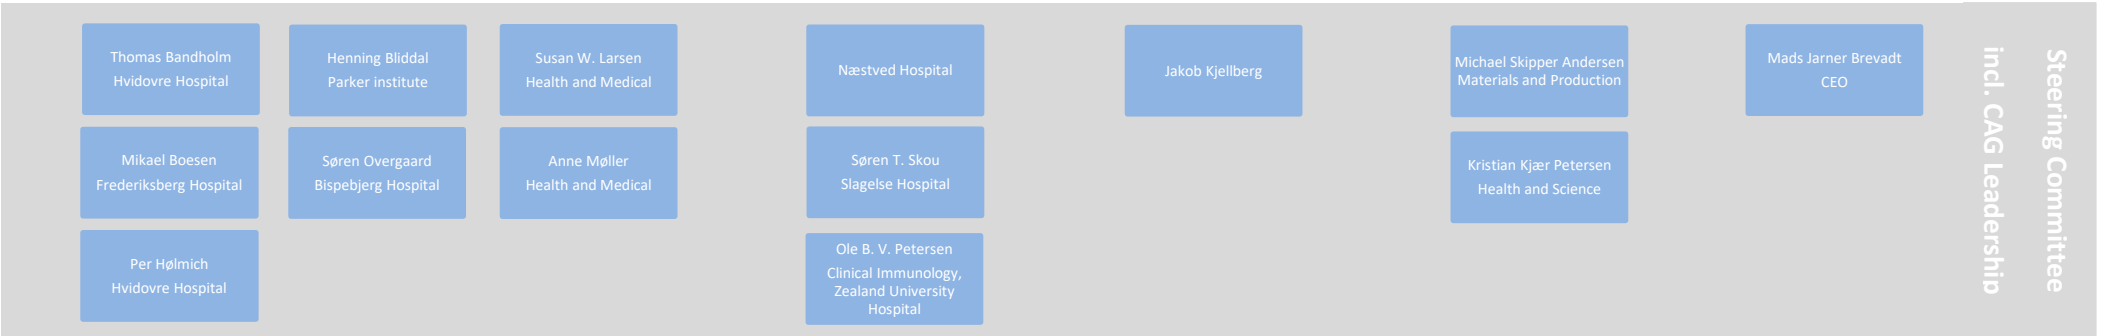 Thomas Bandholm
Hvidovre Hospital
Henning Bliddal
Parker institute
Susan W. Larsen
Health and Medical
Næstved Hospital
Jakob Kjellberg
Michael Skipper Andersen
Materials and Production
Mads Jarner Brevadt
CEO
Mikael Boesen
Frederiksberg Hospital
Søren Overgaard
Bispebjerg Hospital
Anne Møller
Health and Medical
Søren T. Skou
Slagelse Hospital
Kristian Kjær Petersen
Health and Science
Per Hølmich
Hvidovre Hospital
Ole B. V. Petersen
Clinical Immunology,
Zealand University
Hospital
Steering Committee
incl. CAG Leadership